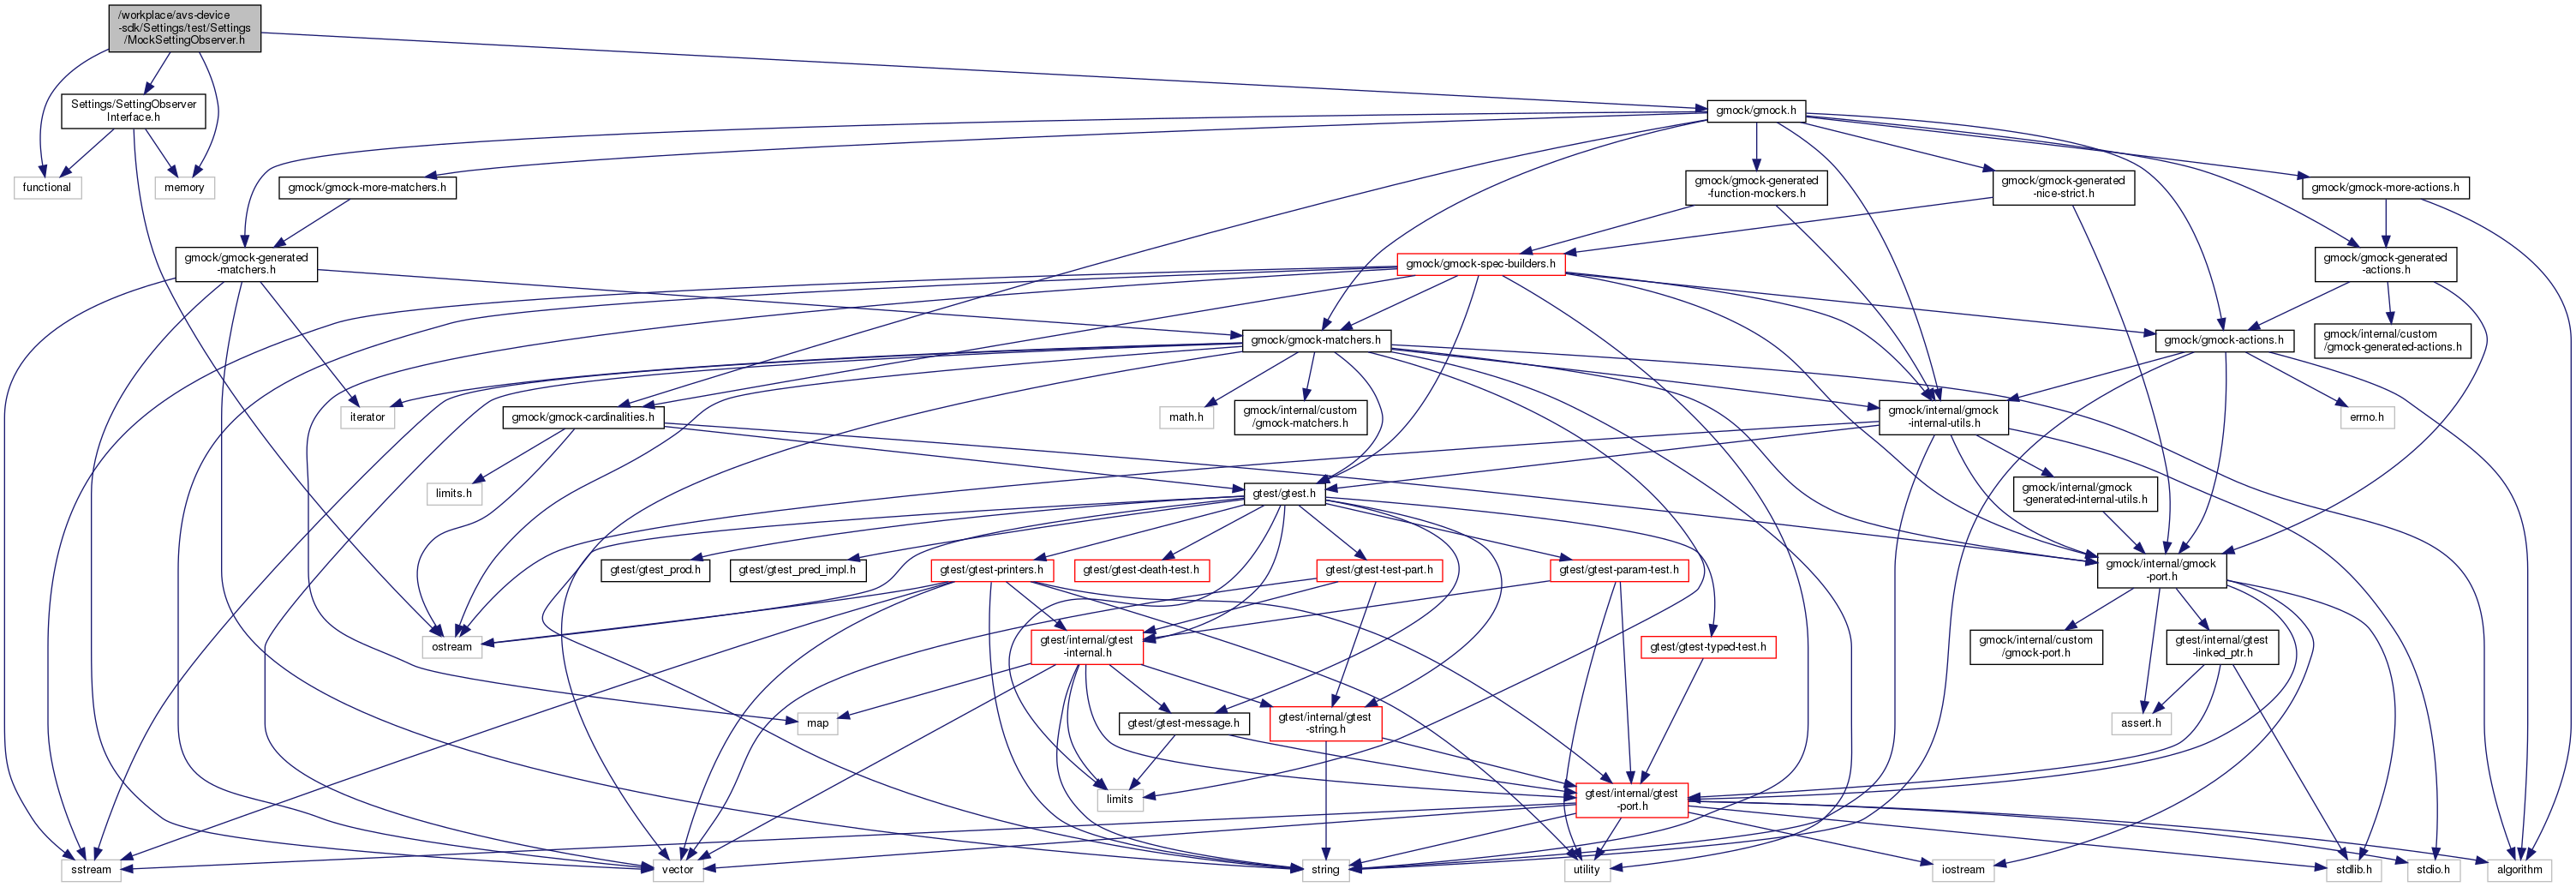 /workplace/avs-device
-sdk/Settings/test/Settings
/MockSettingObserver.h
Settings/SettingObserver
Interface.h
gmock/gmock.h
functional
memory
gmock/gmock-more-matchers.h
gmock/gmock-generated
-function-mockers.h
gmock/gmock-generated
-nice-strict.h
gmock/gmock-more-actions.h
gmock/gmock-generated
-matchers.h
gmock/gmock-spec-builders.h
gmock/gmock-generated
-actions.h
gmock/gmock-matchers.h
gmock/gmock-actions.h
gmock/internal/custom
/gmock-generated-actions.h
iterator
gmock/gmock-cardinalities.h
math.h
gmock/internal/custom
/gmock-matchers.h
gmock/internal/gmock
-internal-utils.h
errno.h
limits.h
gtest/gtest.h
gmock/internal/gmock
-generated-internal-utils.h
gtest/gtest_prod.h
gtest/gtest_pred_impl.h
gtest/gtest-printers.h
gtest/gtest-death-test.h
gtest/gtest-test-part.h
gtest/gtest-param-test.h
gmock/internal/gmock
-port.h
ostream
gtest/internal/gtest
-internal.h
gtest/gtest-typed-test.h
gmock/internal/custom
/gmock-port.h
gtest/internal/gtest
-linked_ptr.h
map
gtest/gtest-message.h
gtest/internal/gtest
-string.h
assert.h
limits
gtest/internal/gtest
-port.h
sstream
vector
string
utility
iostream
stdlib.h
stdio.h
algorithm